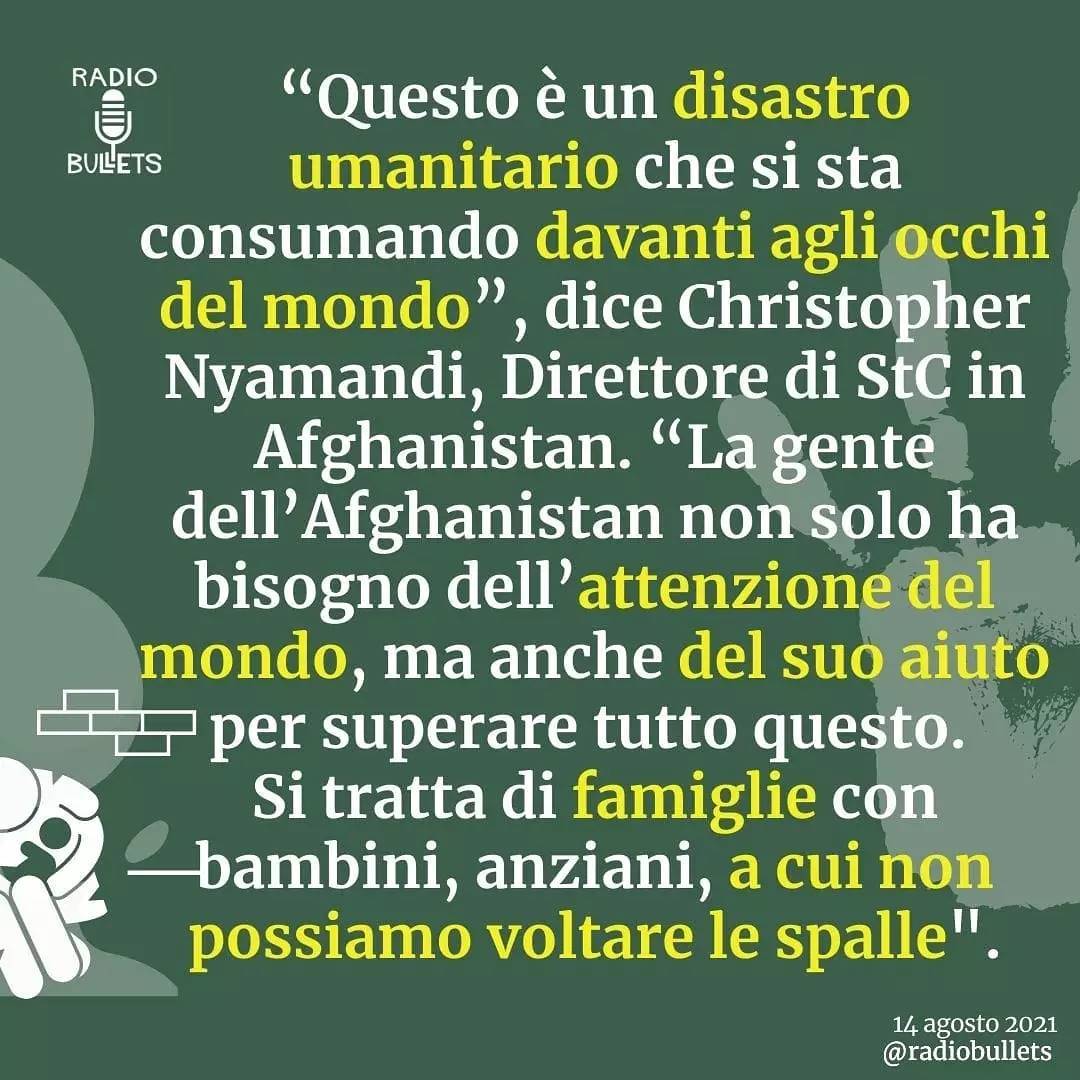 RADIO
BULLETS
“Questo è un disastro
umanitario che si sta
consumando davanti agli occhi
del mondo”, dice Christopher
Nyamandi, Direttore di StC in
Afghanistan. “La gente
dell’Afghanistan non solo ha
bisogno dell’attenzione del
mondo, ma anche del suo aiuto
per superare tutto questo.
Si tratta di famiglie con
bambini, anziani, a cui non
possiamo voltare le spalle".
14 agosto 2021
@radiobullets